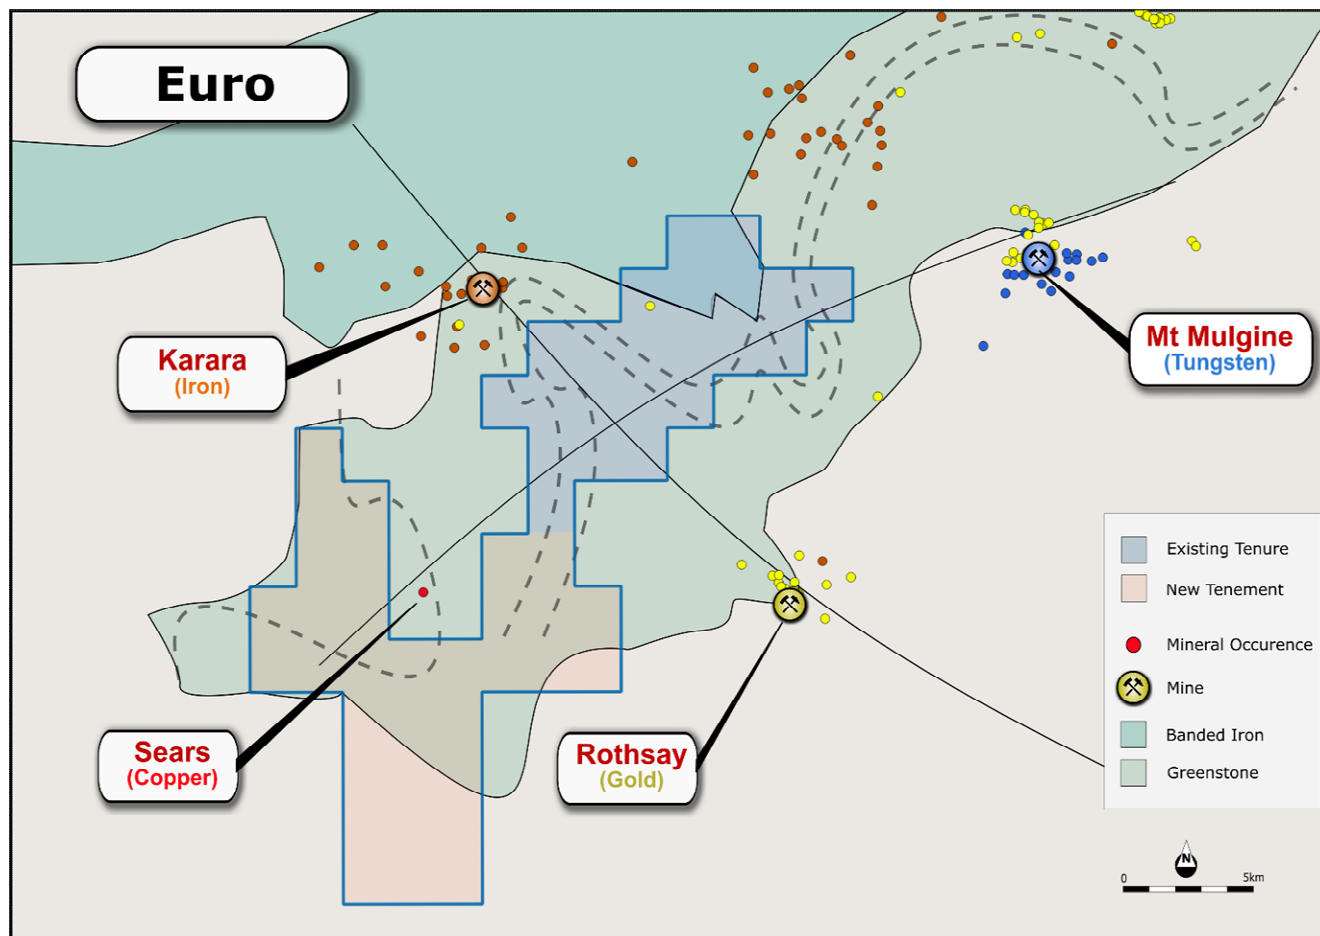 Euro
Karara
(Iron)
Mt Mulgine
(Tungsten)
Existing Tenure
New Tenement
Mineral Occurence
Mine
Banded Iron
Greenstone
Sears
(Copper)
Rothsay
(Gold)
N
0 5km